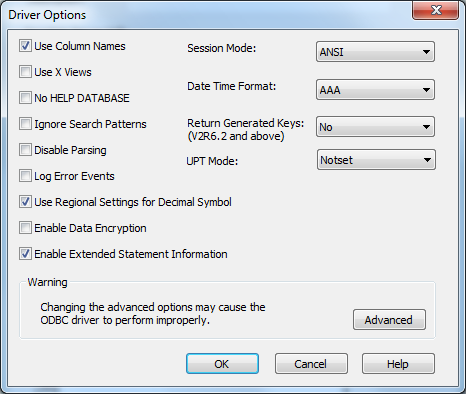 Driver Options
Use Column Names
Use X Views
No HELP DATABASE
Ignore Search Patterns
Disable Parsing
Log Error Events
Use Regional Settings for Decimal Symbol
Enable Data Encryption
Enable Extended Statement Information
Session Mode:
ANSI
Date Time Format:
AAA
Return Generated Keys:
(V2R6.2 and above)
No
UPT Mode:
Notset
Warning
Changing the advanced options may cause the
ODBC driver to perform improperly.
Advanced
OK
Cancel
Help